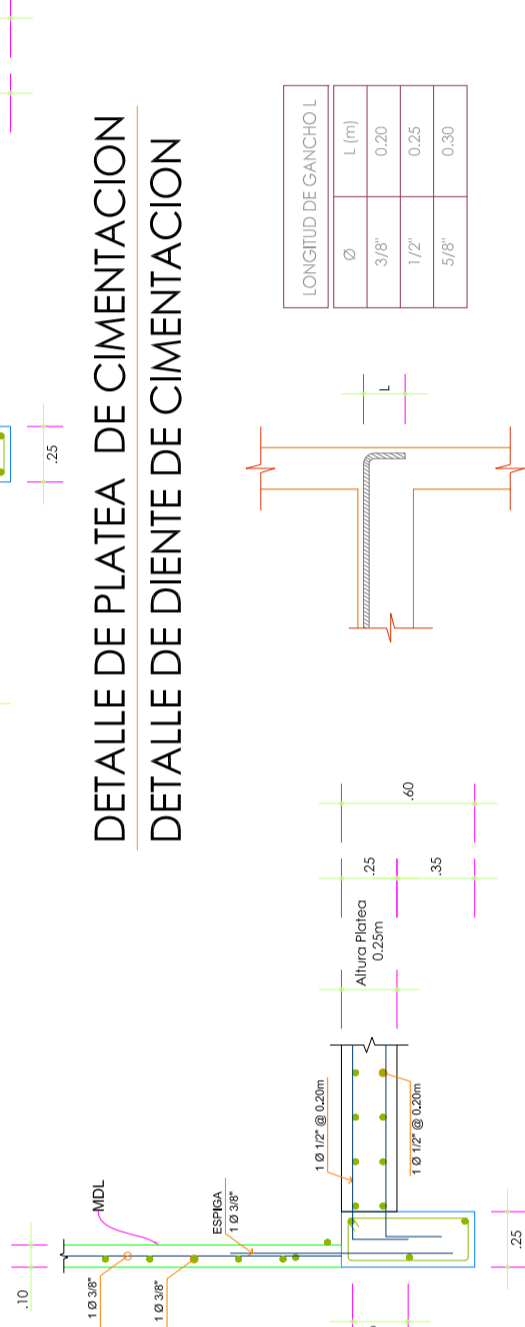 DETALLE DE PLATEA DE CIMENTACION
DETALLE DE DIENTE DE CIMENTACION
LONGITUD DE GANCHO L
Ø L (m)
3/8" 0.20
1/2" 0.25
5/8" 0.30
.25
L
.10
MDL
1 Ø 3/8"
1 Ø 3/8"
ESPIGA
1 Ø 3/8"
1 Ø 1/2" @ 0.20m
1 Ø 1/2" @ 0.20m
Altura Platea
0.25m
.25
.35
.60
.25